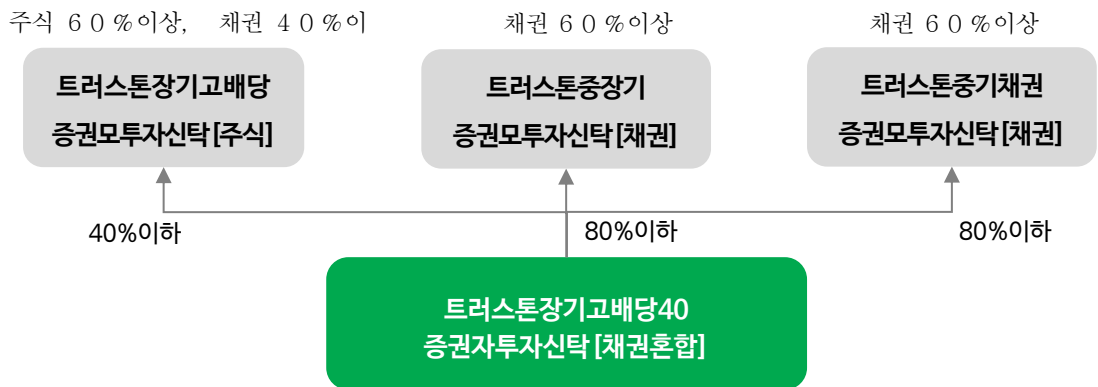 주식 60%이상, 채권 40%이
채권 60%이상
채권 60%이상
트러스톤장기고배당
증권모투자신탁[주식]
트러스톤중장기
증권모투자신탁[채권]
트러스톤중기채권
증권모투자신탁[채권]
40%이하
80%이하
80%이하
트러스톤장기고배당40
증권자투자신탁[채권혼합]